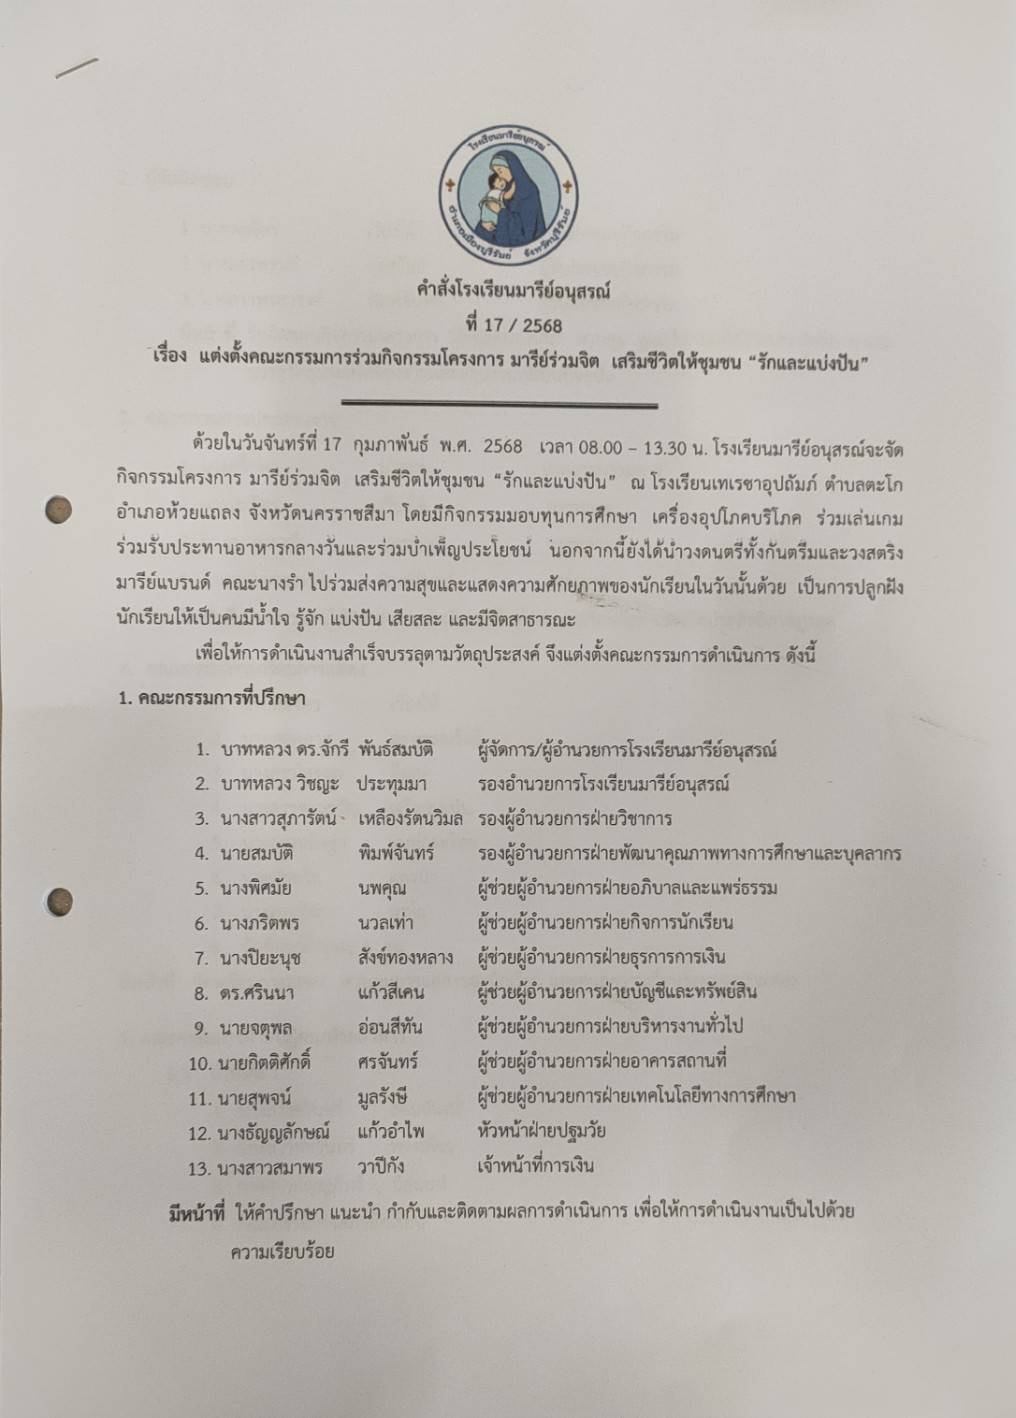 โรงเรียนมารีย์อนุสรณ์
อำเภอเมืองบุรีรัมย์ จังหวัดบุรีรัมย์
คำสั่งโรงเรียนมารีย์อนุสรณ์
ที่ 17 / 2568
เรื่อง แต่งตั้งคณะกรรมการร่วมกิจกรรมโครงการ มารีย์ร่วมจิต เสริมชีวิตให้ชุมชน “รักและแบ่งปัน”
ด้วยในวันจันทร์ที่ 17 กุมภาพันธ์ พ.ศ. 2568 เวลา 08.00 – 13.30 น. โรงเรียนมารีย์อนุสรณ์จะจัด
กิจกรรมโครงการ มารีย์ร่วมจิต เสริมชีวิตให้ชุมชน “รักและแบ่งปัน” ณ โรงเรียนเทเรซาอุปถัมภ์ ตำบลตะโก
อำเภอห้วยแถลง จังหวัดนครราชสีมา โดยมีกิจกรรมมอบทุนการศึกษา เครื่องอุปโภคบริโภค ร่วมเล่นเกม
ร่วมรับประทานอาหารกลางวันและร่วมบำเพ็ญประโยชน์ นอกจากนี้ยังได้นำวงดนตรีทั้งกันตรึมและวงสตริง
มารีย์แบรนด์ คณะนางรำ ไปร่วมส่งความสุขและแสดงความศักยภาพของนักเรียนในวันนั้นด้วย เป็นการปลูกฝัง
นักเรียนให้เป็นคนมีน้ำใจ รู้จัก แบ่งปัน เสียสละ และมีจิตสาธารณะ
เพื่อให้การดำเนินงานสำเร็จบรรลุตามวัตถุประสงค์ จึงแต่งตั้งคณะกรรมการดำเนินการ ดังนี้
1. คณะกรรมการที่ปรึกษา
1. บาทหลวง ดร.จักรี พันธ์สมบัติ ผู้จัดการ/ผู้อำนวยการโรงเรียนมารีย์อนุสรณ์
2. บาทหลวง วิชญะ ประทุมมา รองอำนวยการโรงเรียนมารีย์อนุสรณ์
3. นางสาวสุภารัตน์ เหลืองรัตนวิมล รองผู้อำนวยการฝ่ายวิชาการ
4. นายสมบัติ พิมพ์จันทร์ รองผู้อำนวยการฝ่ายพัฒนาคุณภาพทางการศึกษาและบุคลากร
5. นางพิศมัย นพคุณ ผู้ช่วยผู้อำนวยการฝ่ายอภิบาลและแพร่ธรรม
6. นางภริตพร นวลเท่า ผู้ช่วยผู้อำนวยการฝ่ายกิจการนักเรียน
7. นางปิยะนุช สังข์ทองหลาง ผู้ช่วยผู้อำนวยการฝ่ายธุรการการเงิน
8. ดร.ศรินนา แก้วสีเคน ผู้ช่วยผู้อำนวยการฝ่ายบัญชีและทรัพย์สิน
9. นายจตุพล อ่อนสีทัน ผู้ช่วยผู้อำนวยการฝ่ายบริหารงานทั่วไป
10. นายกิตติศักดิ์ ศรจันทร์ ผู้ช่วยผู้อำนวยการฝ่ายอาคารสถานที่
11. นายสุพจน์ มูลรังษี ผู้ช่วยผู้อำนวยการฝ่ายเทคโนโลยีทางการศึกษา
12. นางธัญญลักษณ์ แก้วอำไพ หัวหน้าฝ่ายปฐมวัย
13. นางสาวสมาพร วาปีกัง เจ้าหน้าที่การเงิน
มีหน้าที่ ให้คำปรึกษา แนะนำ กำกับและติดตามผลการดำเนินการ เพื่อให้การดำเนินงานเป็นไปด้วย
ความเรียบร้อย